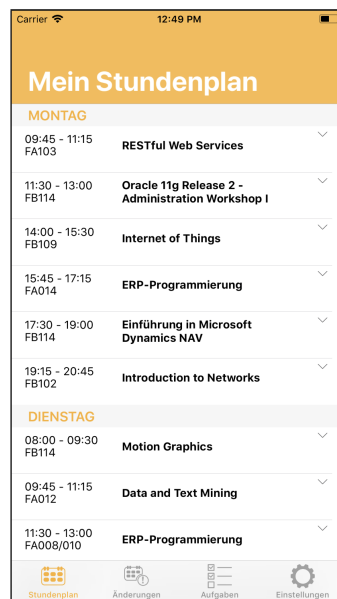 Carrier 12:49 PM
Mein Stundenplan
MONTAG
09:45 - 11:15
FA103
RESTful Web Services
11:30 - 13:00
FB114
Oracle 11g Release 2 -
Administration Workshop I
14:00 - 15:30
FB109
Internet of Things
15:45 - 17:15
FA014
ERP-Programmierung
17:30 - 19:00
FB114
Einführung in Microsoft
Dynamics NAV
19:15 - 20:45
FB102
Introduction to Networks
DIENSTAG
08:00 - 09:30
FB114
Motion Graphics
09:45 - 11:15
FA012
Data and Text Mining
11:30 - 13:00
FA008/010
ERP-Programmierung
Stundenplan Änderungen Aufgaben Einstellungen